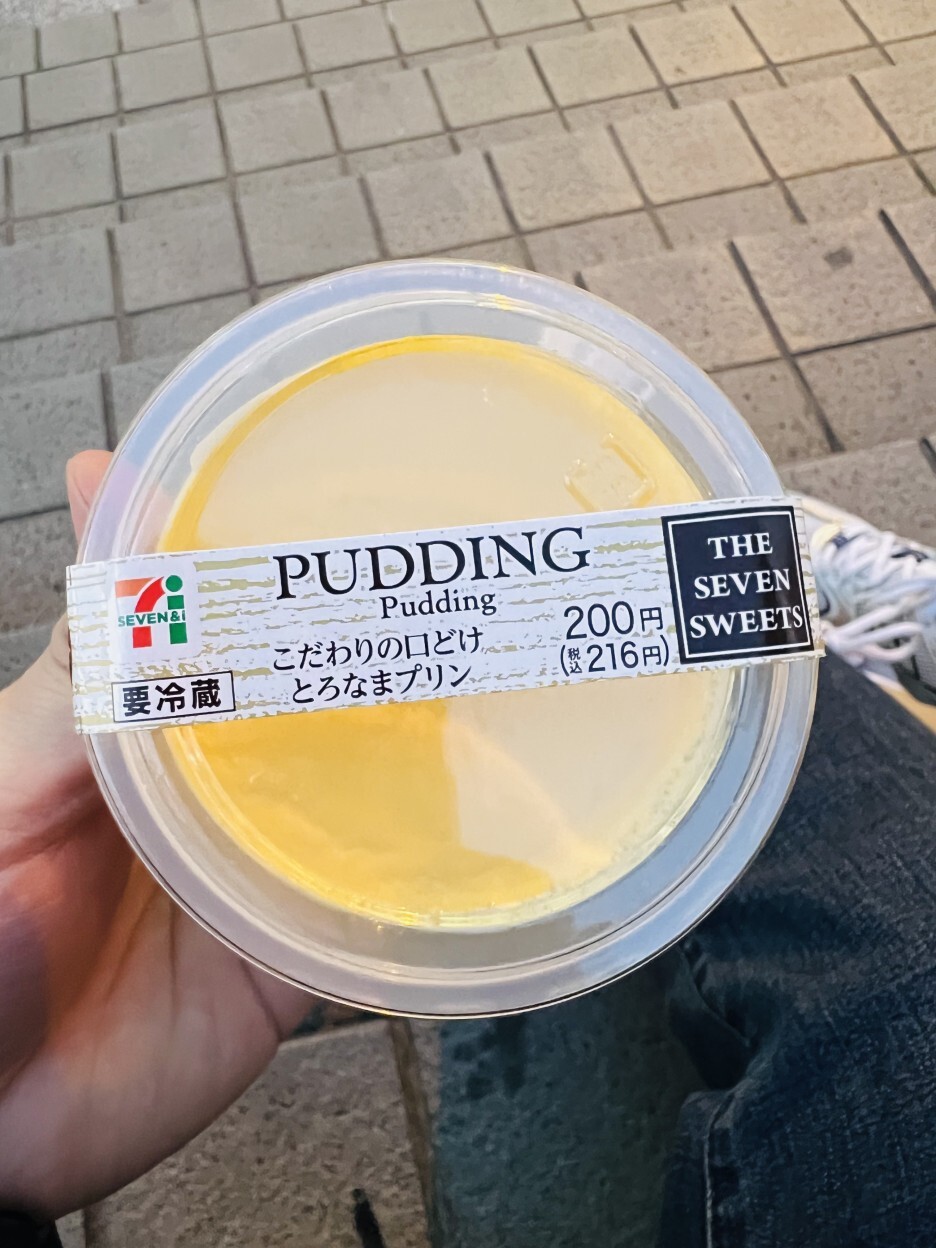 PUDDING
Pudding
SEVEN&i
こだわりの口どけ
とろなまプリン
要冷蔵
200円
(税込216円)
THE
SEVEN
SWEETS